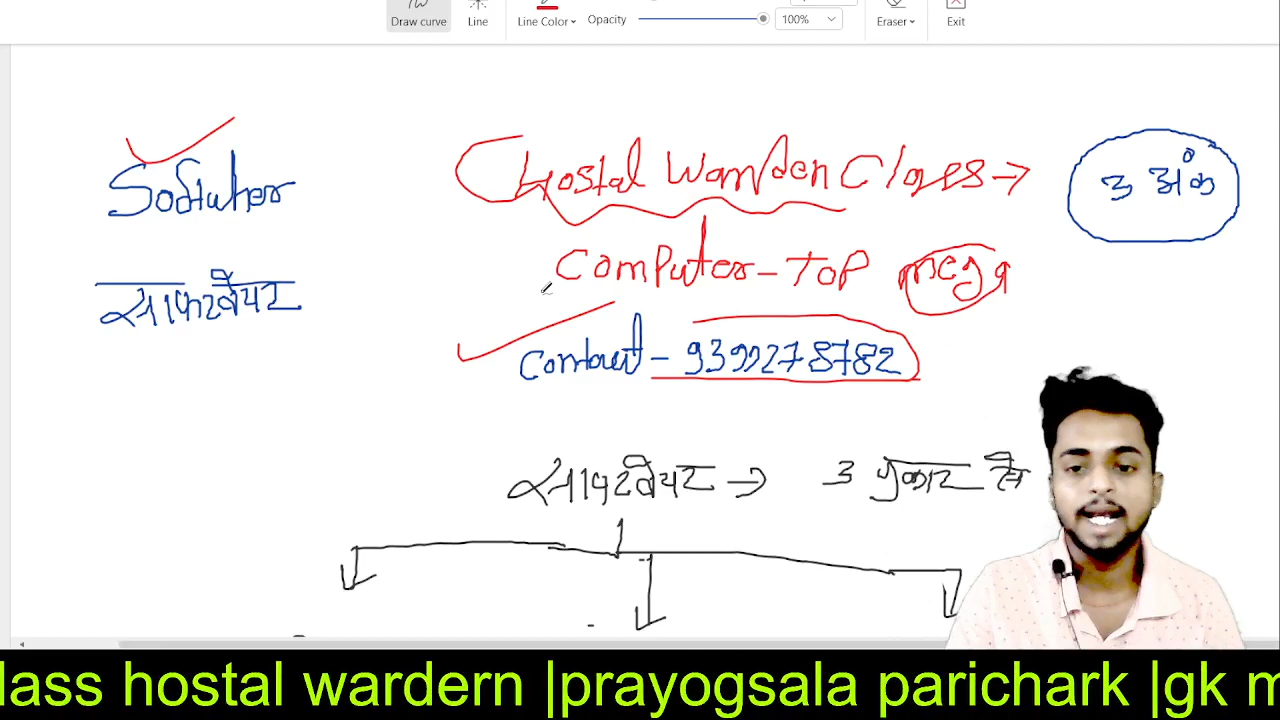 Draw curve Line Line Color Opacity 100% Eraser Exit
Hostal Warden Class → 3 अंक
साफ्टवेयर
Computer - TOP mega
Contact - 9399278782
साफ्टवेयर → 3 प्रकार
lass hostal wardern |prayogsala parichark |gk m